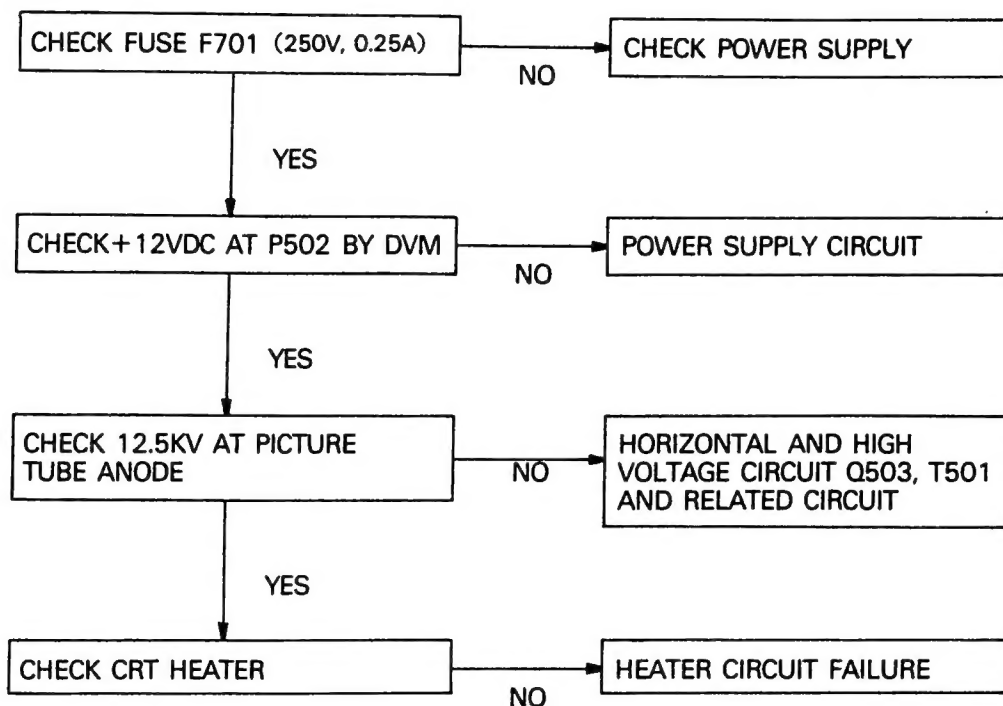 CHECK FUSE F701 (250V, 0.25A)
CHECK POWER SUPPLY
NO
YES
CHECK+12VDC AT P502 BY DVM
POWER SUPPLY CIRCUIT
NO
YES
CHECK 12.5KV AT PICTURE
TUBE ANODE
HORIZONTAL AND HIGH
VOLTAGE CIRCUIT Q503, T501
AND RELATED CIRCUIT
NO
YES
CHECK CRT HEATER
HEATER CIRCUIT FAILURE
NO